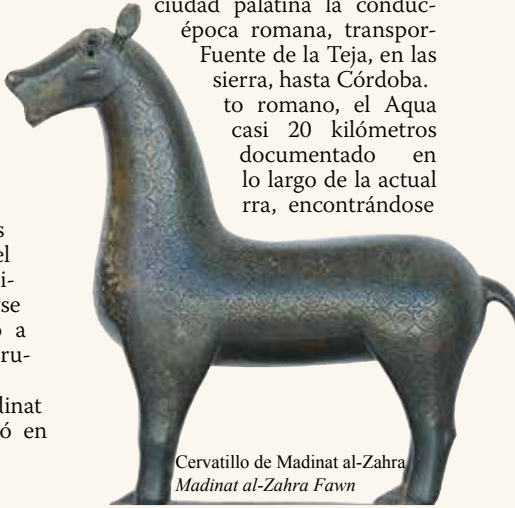 ciudad palatina la conduc-
época romana, transpor-
Fuente de la Teja, en las
sierra, hasta Córdoba.
to romano, el Aqua
casi 20 kilómetros
documentado en
lo largo de la actual
rra, encontrándose
s
el
i-
se
o a
ru-
dinat
ó en
Cervatillo de Madinat al-Zahra
Madinat al-Zahra Fawn